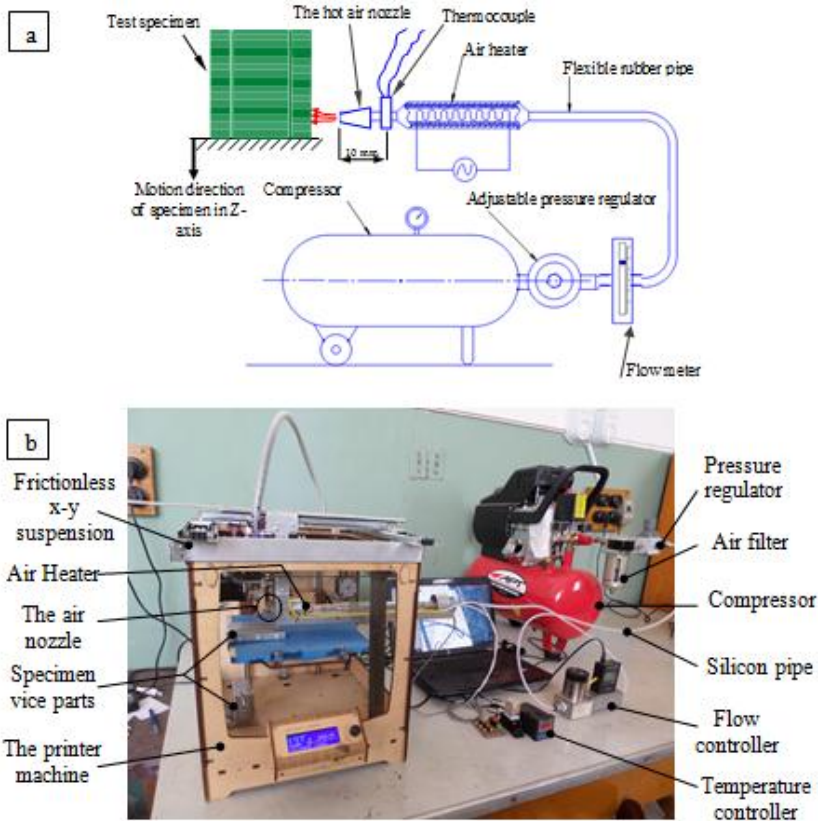 a
Test specimen
The hot air nozzle
Thermocouple
Air heater
Flexible rubber pipe
10 mm
Motion direction
of specimen in Z-
axis
Compressor
Adjustable pressure regulator
Flowmeter
b
Frictionless
x-y
suspension
Air Heater
The air
nozzle
Specimen
vice parts
The printer
machine
Pressure
regulator
Air filter
Compressor
Silicon pipe
Flow
controller
Temperature
controller